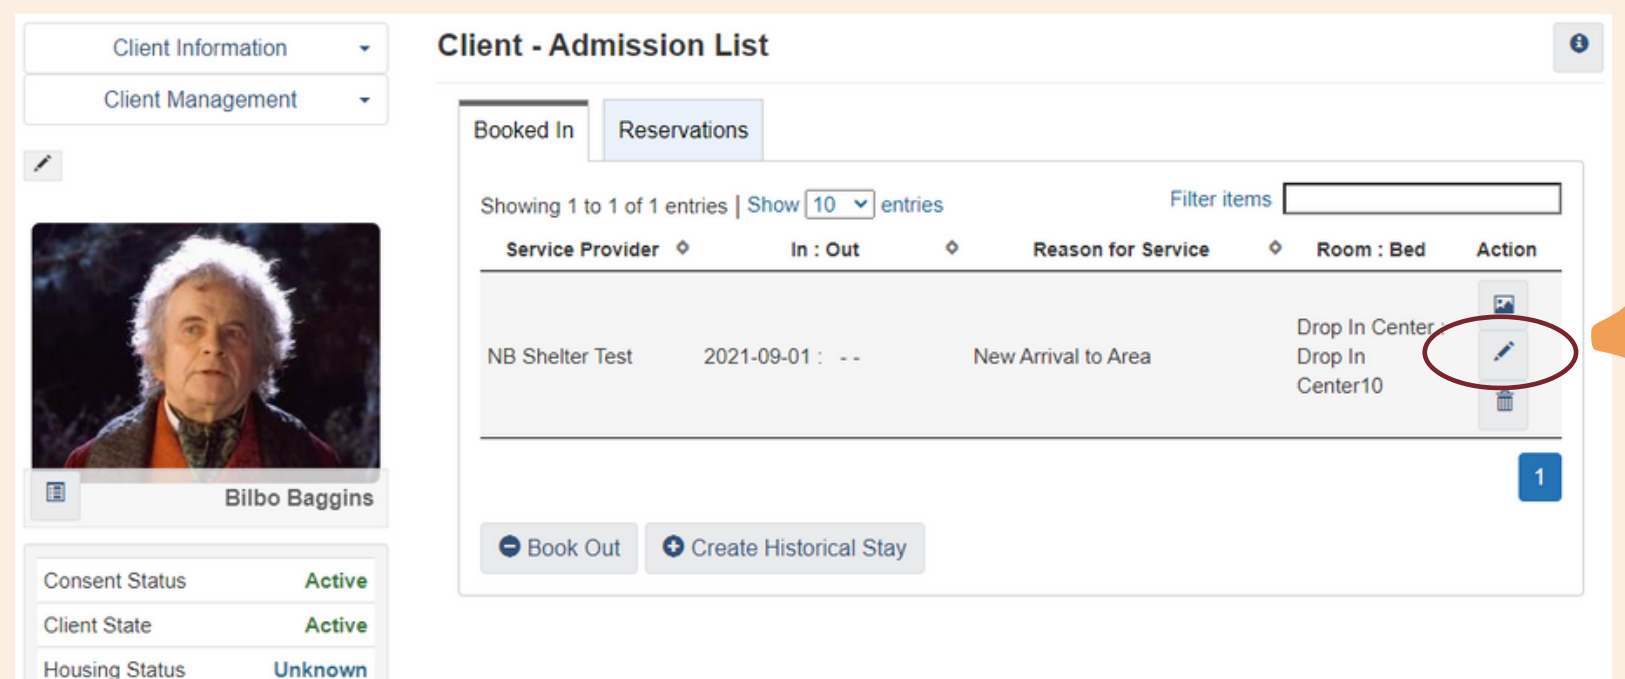 Client Information
Client Management
Client - Admission List
Booked In
Reservations
Showing 1 to 1 of 1 entries | Show 10 entries
Filter items
Service Provider In : Out Reason for Service Room : Bed Action
NB Shelter Test 2021-09-01 : - - New Arrival to Area
Drop In Center :
Drop In
Center10
1
Book Out
Create Historical Stay
Bilbo Baggins
Consent Status Active
Client State Active
Housing Status Unknown